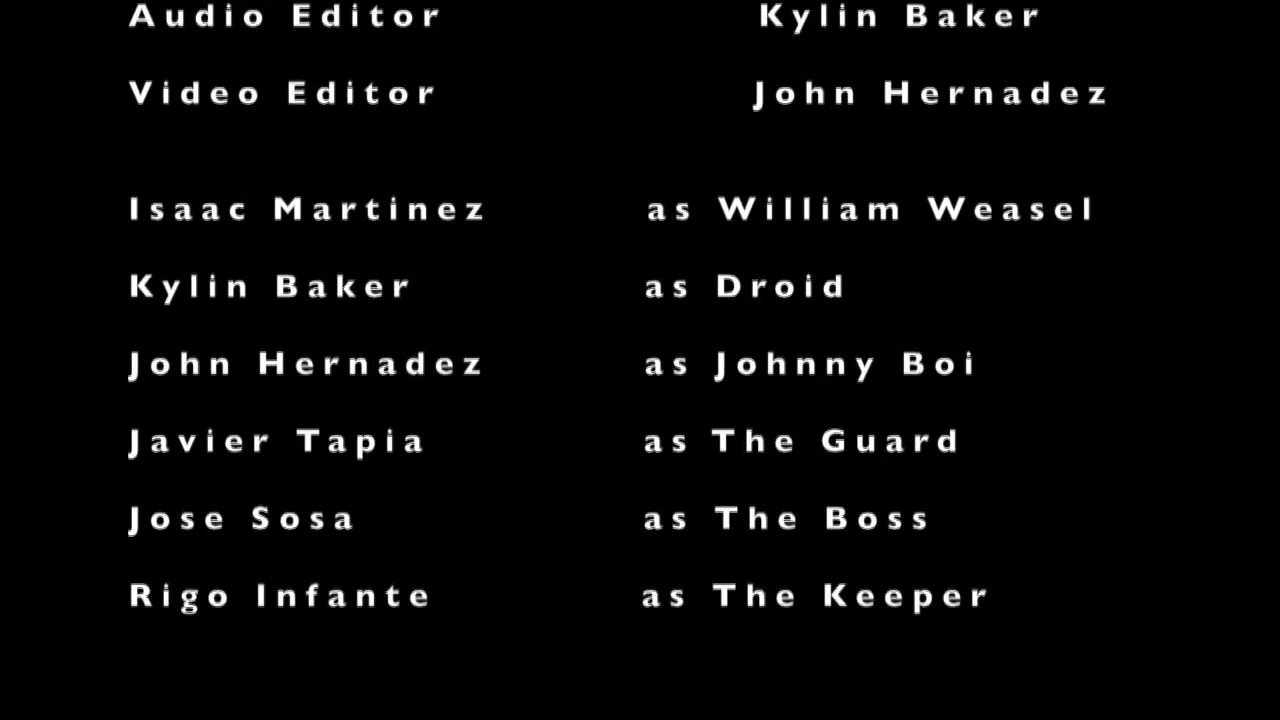 Audio Editor Kylin Baker
Video Editor John Hernadez
Isaac Martinez as William Weasel
Kylin Baker as Droid
John Hernadez as Johnny Boi
Javier Tapia as The Guard
Jose Sosa as The Boss
Rigo Infante as The Keeper